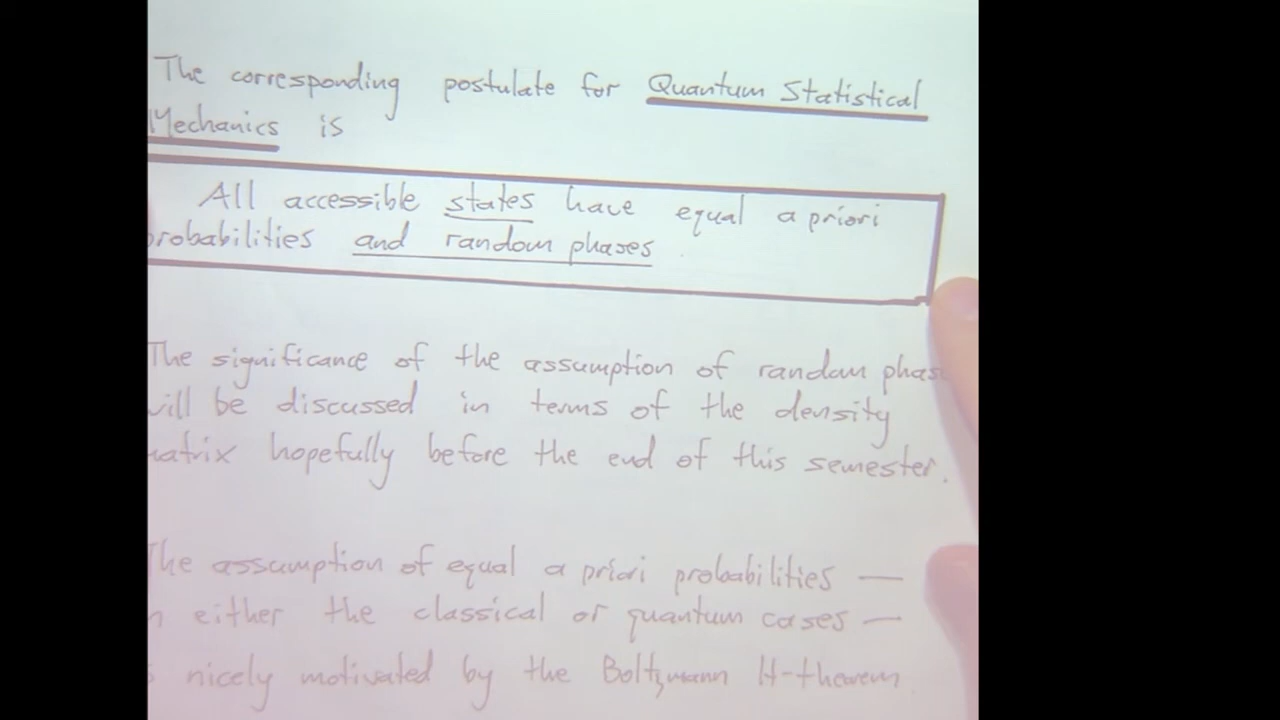 The corresponding postulate for Quantum Statistical
Mechanics is
All accessible states have equal a priori
probabilities and random phases.
The significance of the assumption of random phas
will be discussed in terms of the density
matrix hopefully before the end of this semester.
The assumption of equal a priori probabilities —
in either the classical or quantum cases —
is nicely motivated by the Boltzmann H-theorem